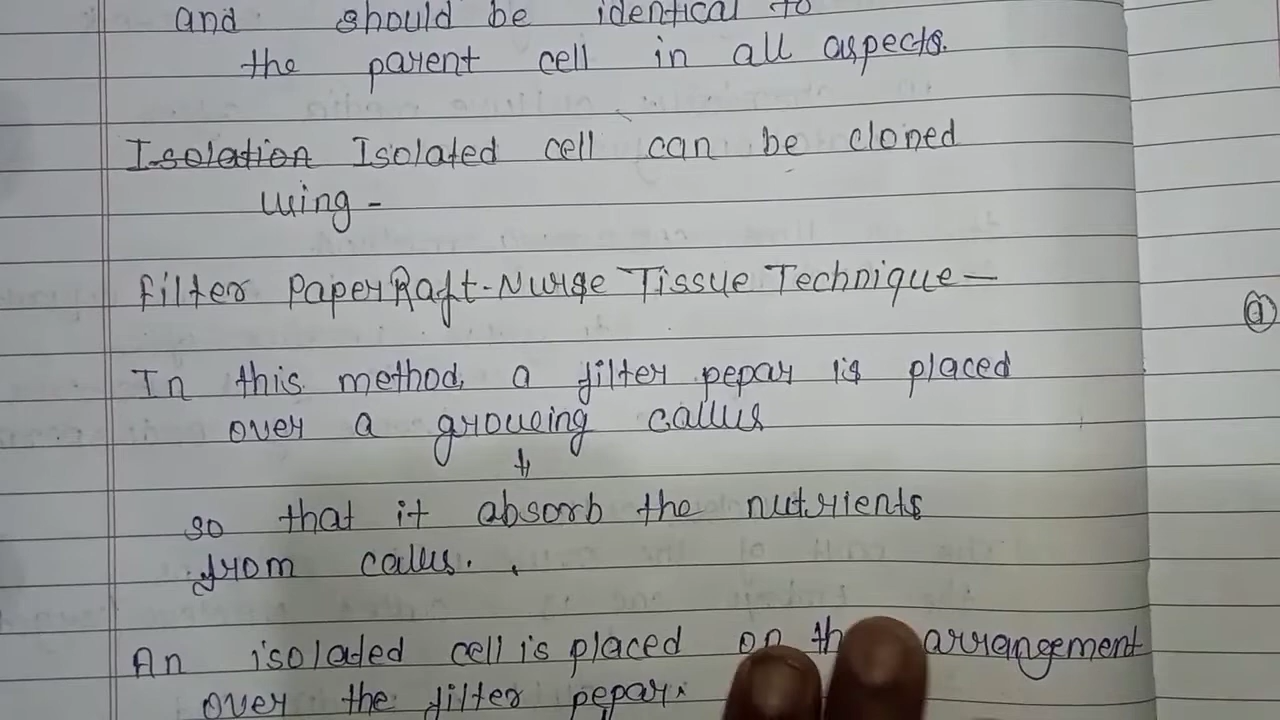 and should be identical to
the parent cell in all aspects.
Isolation Isolated cell can be cloned
using -
Filter Paper Raft-Nurse Tissue Technique -
In this method, a filter pepar is placed
over a groueing callus
↓
so that it absorb the nutrients
from callus.
An isolated cell is placed on arrangement
over the filter pepar.